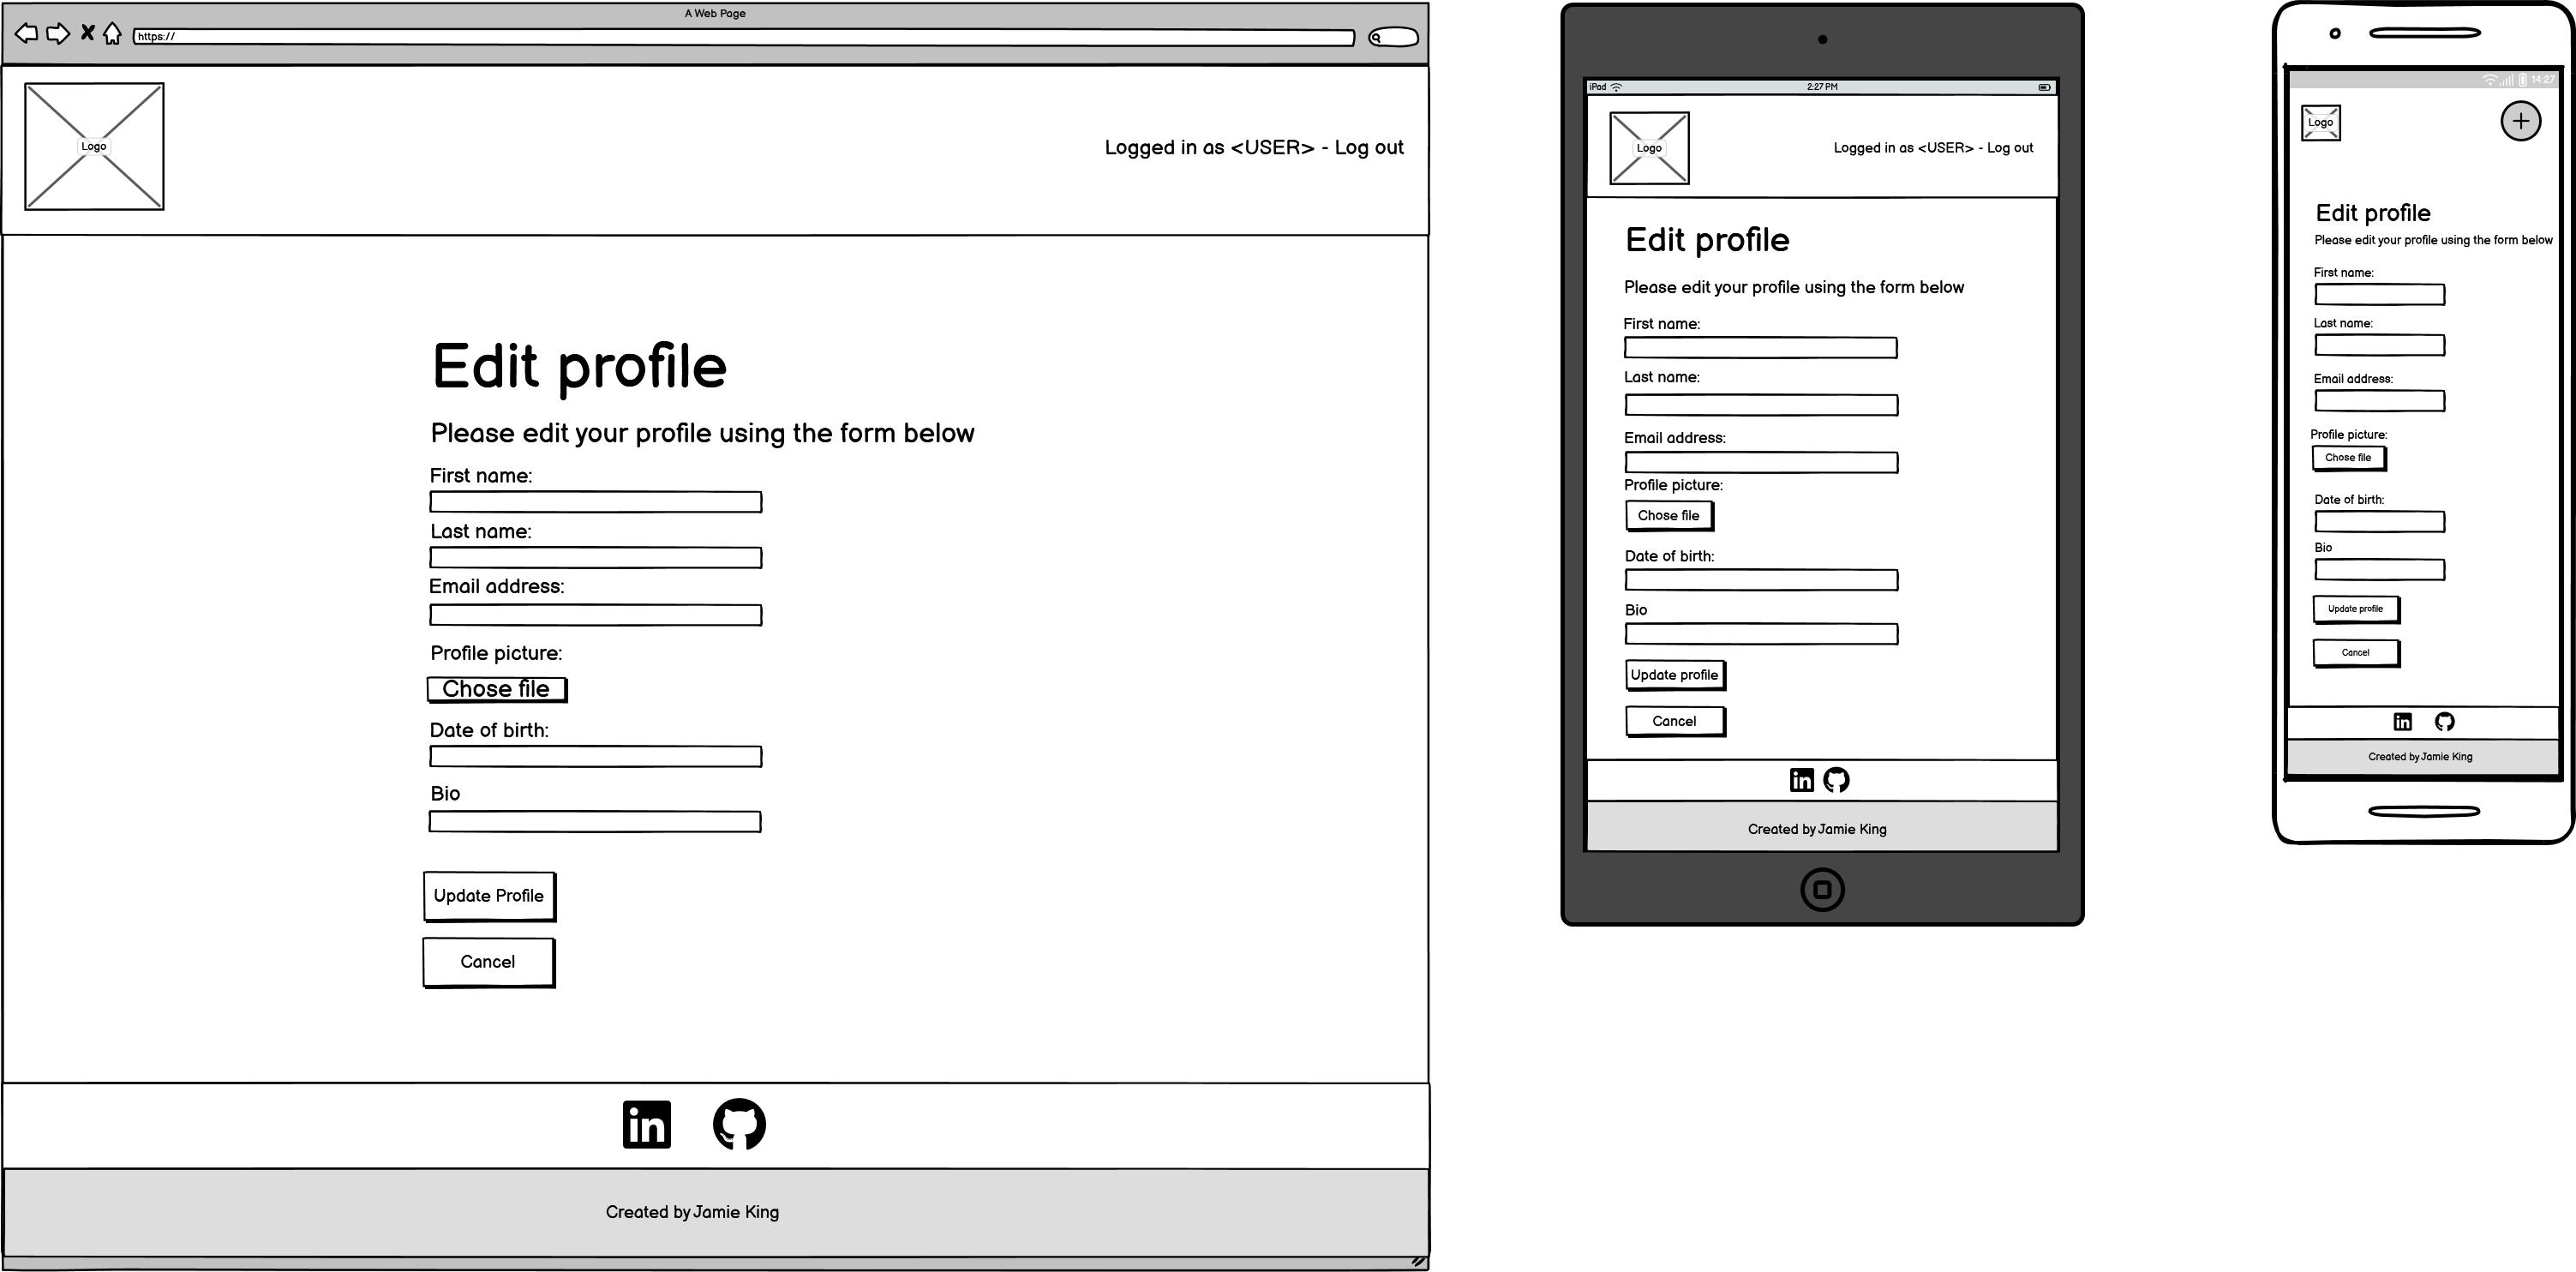 A Web Page
https://
Logo
Logged in as <USER> - Log out
Edit profile
Please edit your profile using the form below
First name:
Last name:
Email address:
Profile picture:
Chose file
Date of birth:
Bio
Update Profile
Cancel
in
Created by Jamie King
iPad
2:27 PM
Logo
Logged in as <USER> - Log out
Edit profile
Please edit your profile using the form below
First name:
Last name:
Email address:
Profile picture:
Chose file
Date of birth:
Bio
Update profile
Cancel
in
Created by Jamie King
14:27
Logo
Edit profile
Please edit your profile using the form below
First name:
Last name:
Email address:
Profile picture:
Chose file
Date of birth:
Bio
Update profile
Cancel
in
Created by Jamie King